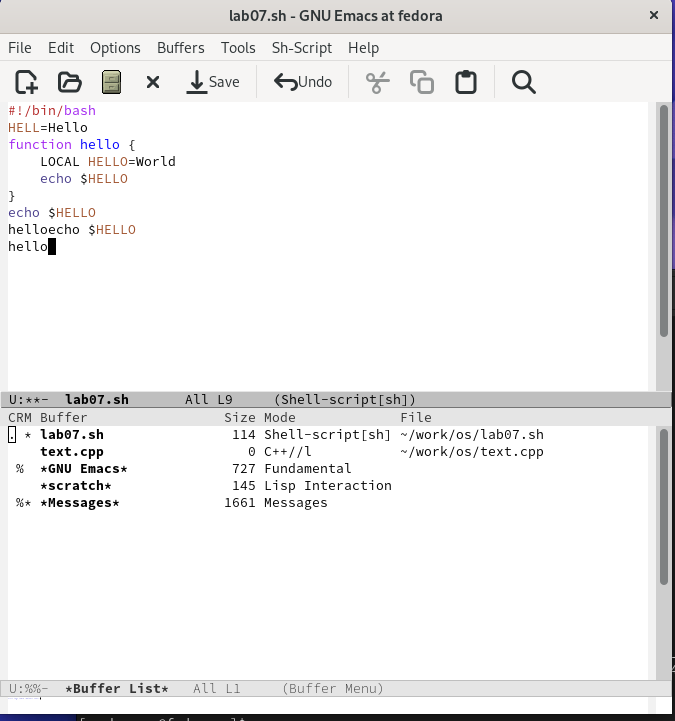 lab07.sh - GNU Emacs at fedora
File Edit Options Buffers Tools Sh-Script Help
Save Undo
#!/bin/bash
HELL=Hello
function hello {
    LOCAL HELLO=World
    echo $HELLO
}
echo $HELLO
helloecho $HELLO
hello
U:**-  lab07.sh       All L9     (Shell-script[sh])
CRM Buffer                 Size Mode             File
. * lab07.sh                114 Shell-script[sh] ~/work/os/lab07.sh
    text.cpp                  0 C++//l           ~/work/os/text.cpp
 %  *GNU Emacs*             727 Fundamental
    *scratch*               145 Lisp Interaction
 %* *Messages*             1661 Messages
U:%%-  *Buffer List*   All L1     (Buffer Menu)